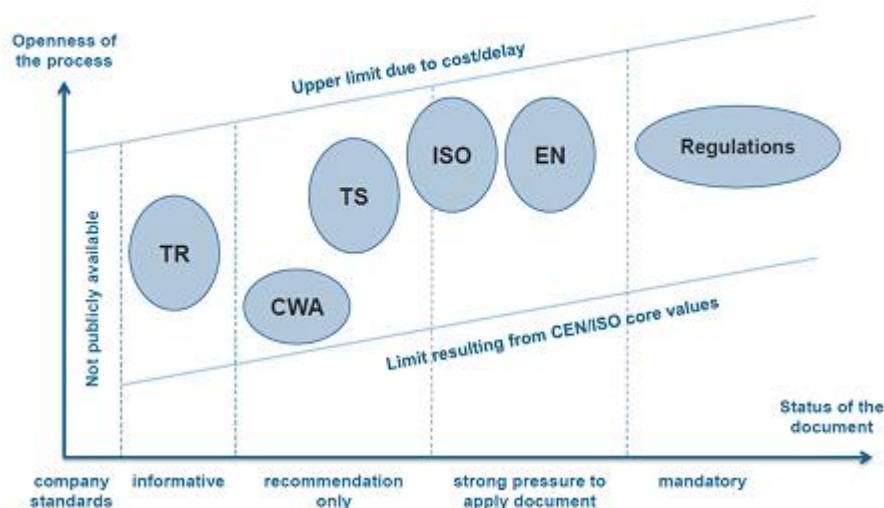 Openness of
the process
Upper limit due to cost/delay
ISO
EN
Regulations
TS
TR
CWA
Not publicly available
Limit resulting from CEN/ISO core values
Status of the
document
company
standards
informative
recommendation
only
strong pressure to
apply document
mandatory